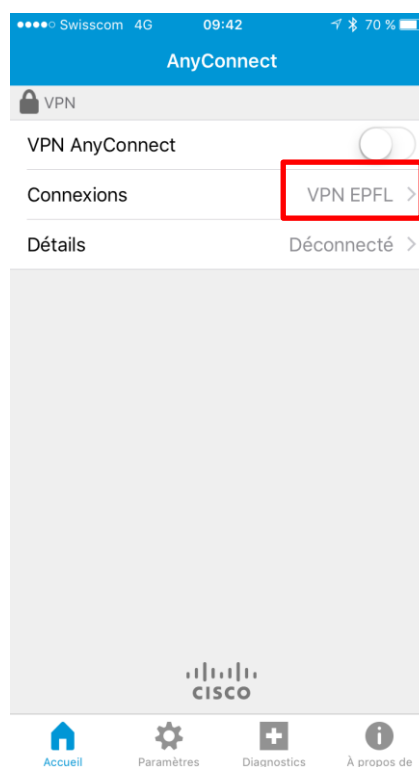 Swisscom 4G 09:42 70 %
AnyConnect
VPN
VPN AnyConnect
Connexions VPN EPFL
Détails Déconnecté
CISCO
Accueil Paramètres Diagnostics À propos de